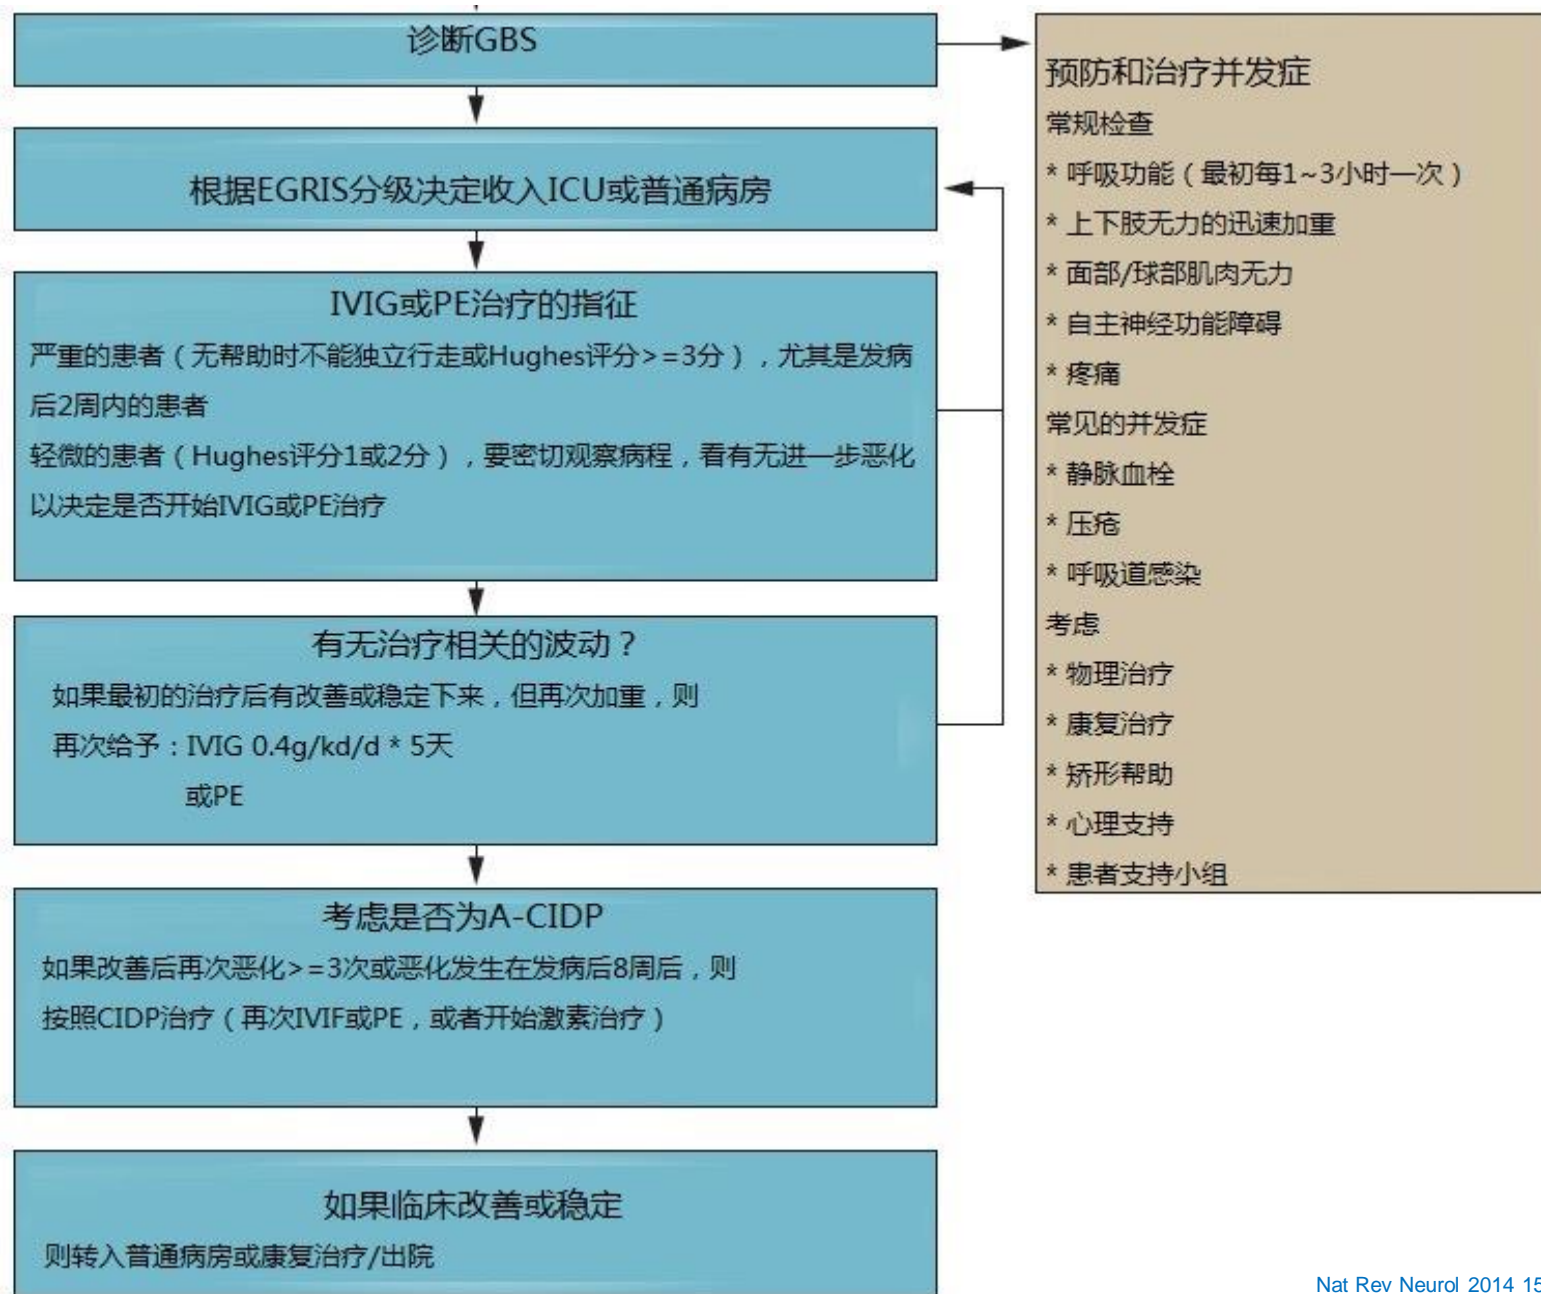 诊断GBS
根据EGRIS分级决定收入ICU或普通病房
IVIG或PE治疗的指征
严重的患者（无帮助时不能独立行走或Hughes评分>=3分），尤其是发病
后2周内的患者
轻微的患者（Hughes评分1或2分），要密切观察病程，看有无进一步恶化
以决定是否开始IVIG或PE治疗
有无治疗相关的波动？
如果最初的治疗后有改善或稳定下来，但再次加重，则
再次给予：IVIG 0.4g/kd/d * 5天
或PE
考虑是否为A-CIDP
如果改善后再次恶化>=3次或恶化发生在发病后8周后，则
按照CIDP治疗（再次IVIF或PE，或者开始激素治疗）
如果临床改善或稳定
则转入普通病房或康复治疗/出院
预防和治疗并发症
常规检查
* 呼吸功能（最初每1~3小时一次）
* 上下肢无力的迅速加重
* 面部/球部肌肉无力
* 自主神经功能障碍
* 疼痛
常见的并发症
* 静脉血栓
* 压疮
* 呼吸道感染
考虑
* 物理治疗
* 康复治疗
* 矫形帮助
* 心理支持
* 患者支持小组
Nat Rev Neurol 2014 15